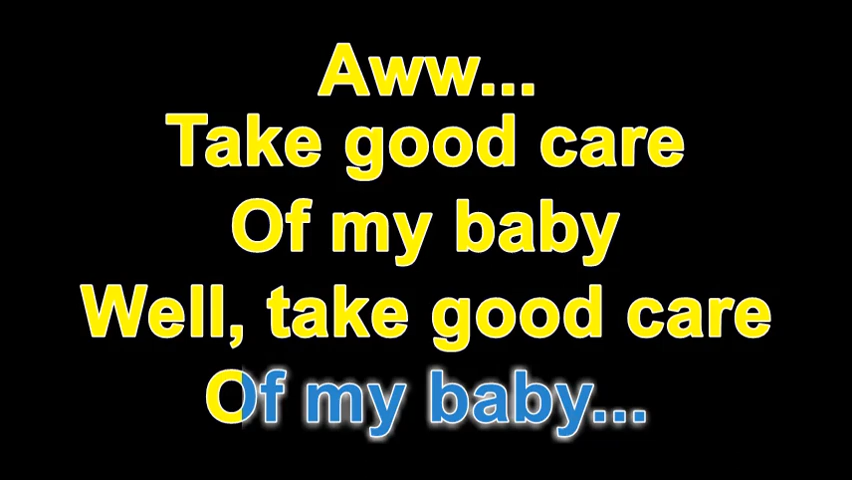 Aww...
Take good care
Of my baby
Well, take good care
Of my baby...